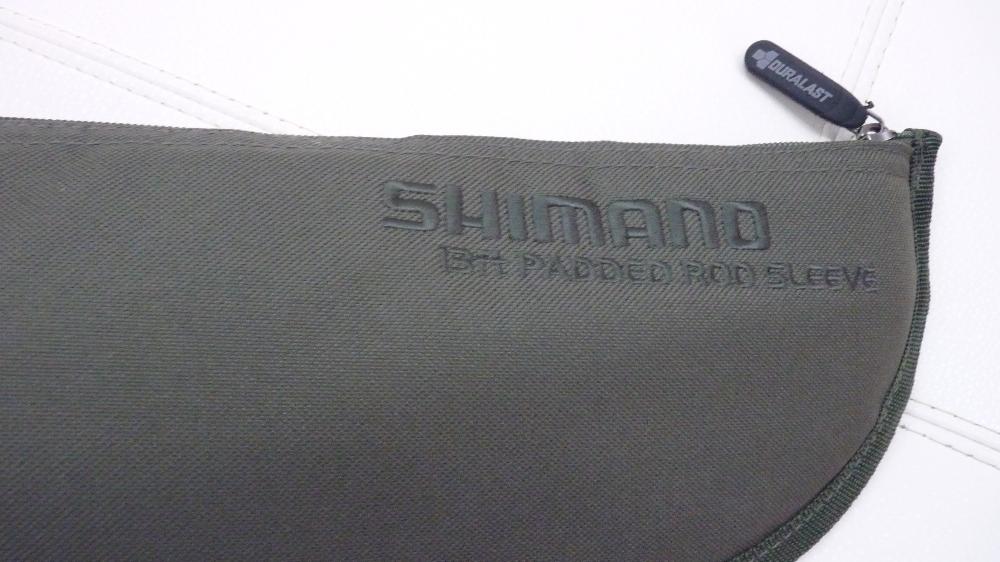 DURALAST
SHIMANO
13ft PADDED ROD SLEEVE